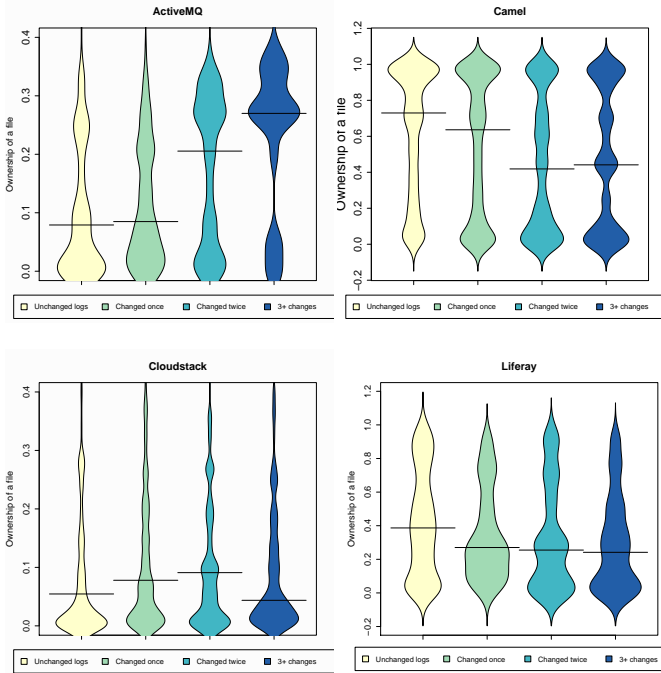 ActiveMQ
Ownership of a file
0.4
0.3
0.2
0.1
0.0
Unchanged logs
Changed once
Changed twice
3+ changes
Camel
Ownership of a file
1.2
1.0
0.8
0.6
0.4
0.2
0.0
−0.2
Unchanged logs
Changed once
Changed twice
3+ changes
Cloudstack
Ownership of a file
0.4
0.3
0.2
0.1
0.0
Unchanged logs
Changed once
Changed twice
3+ changes
Liferay
Ownership of a file
1.2
1.0
0.8
0.6
0.4
0.2
0.0
−0.2
Unchanged logs
Changed once
Changed twice
3+ changes